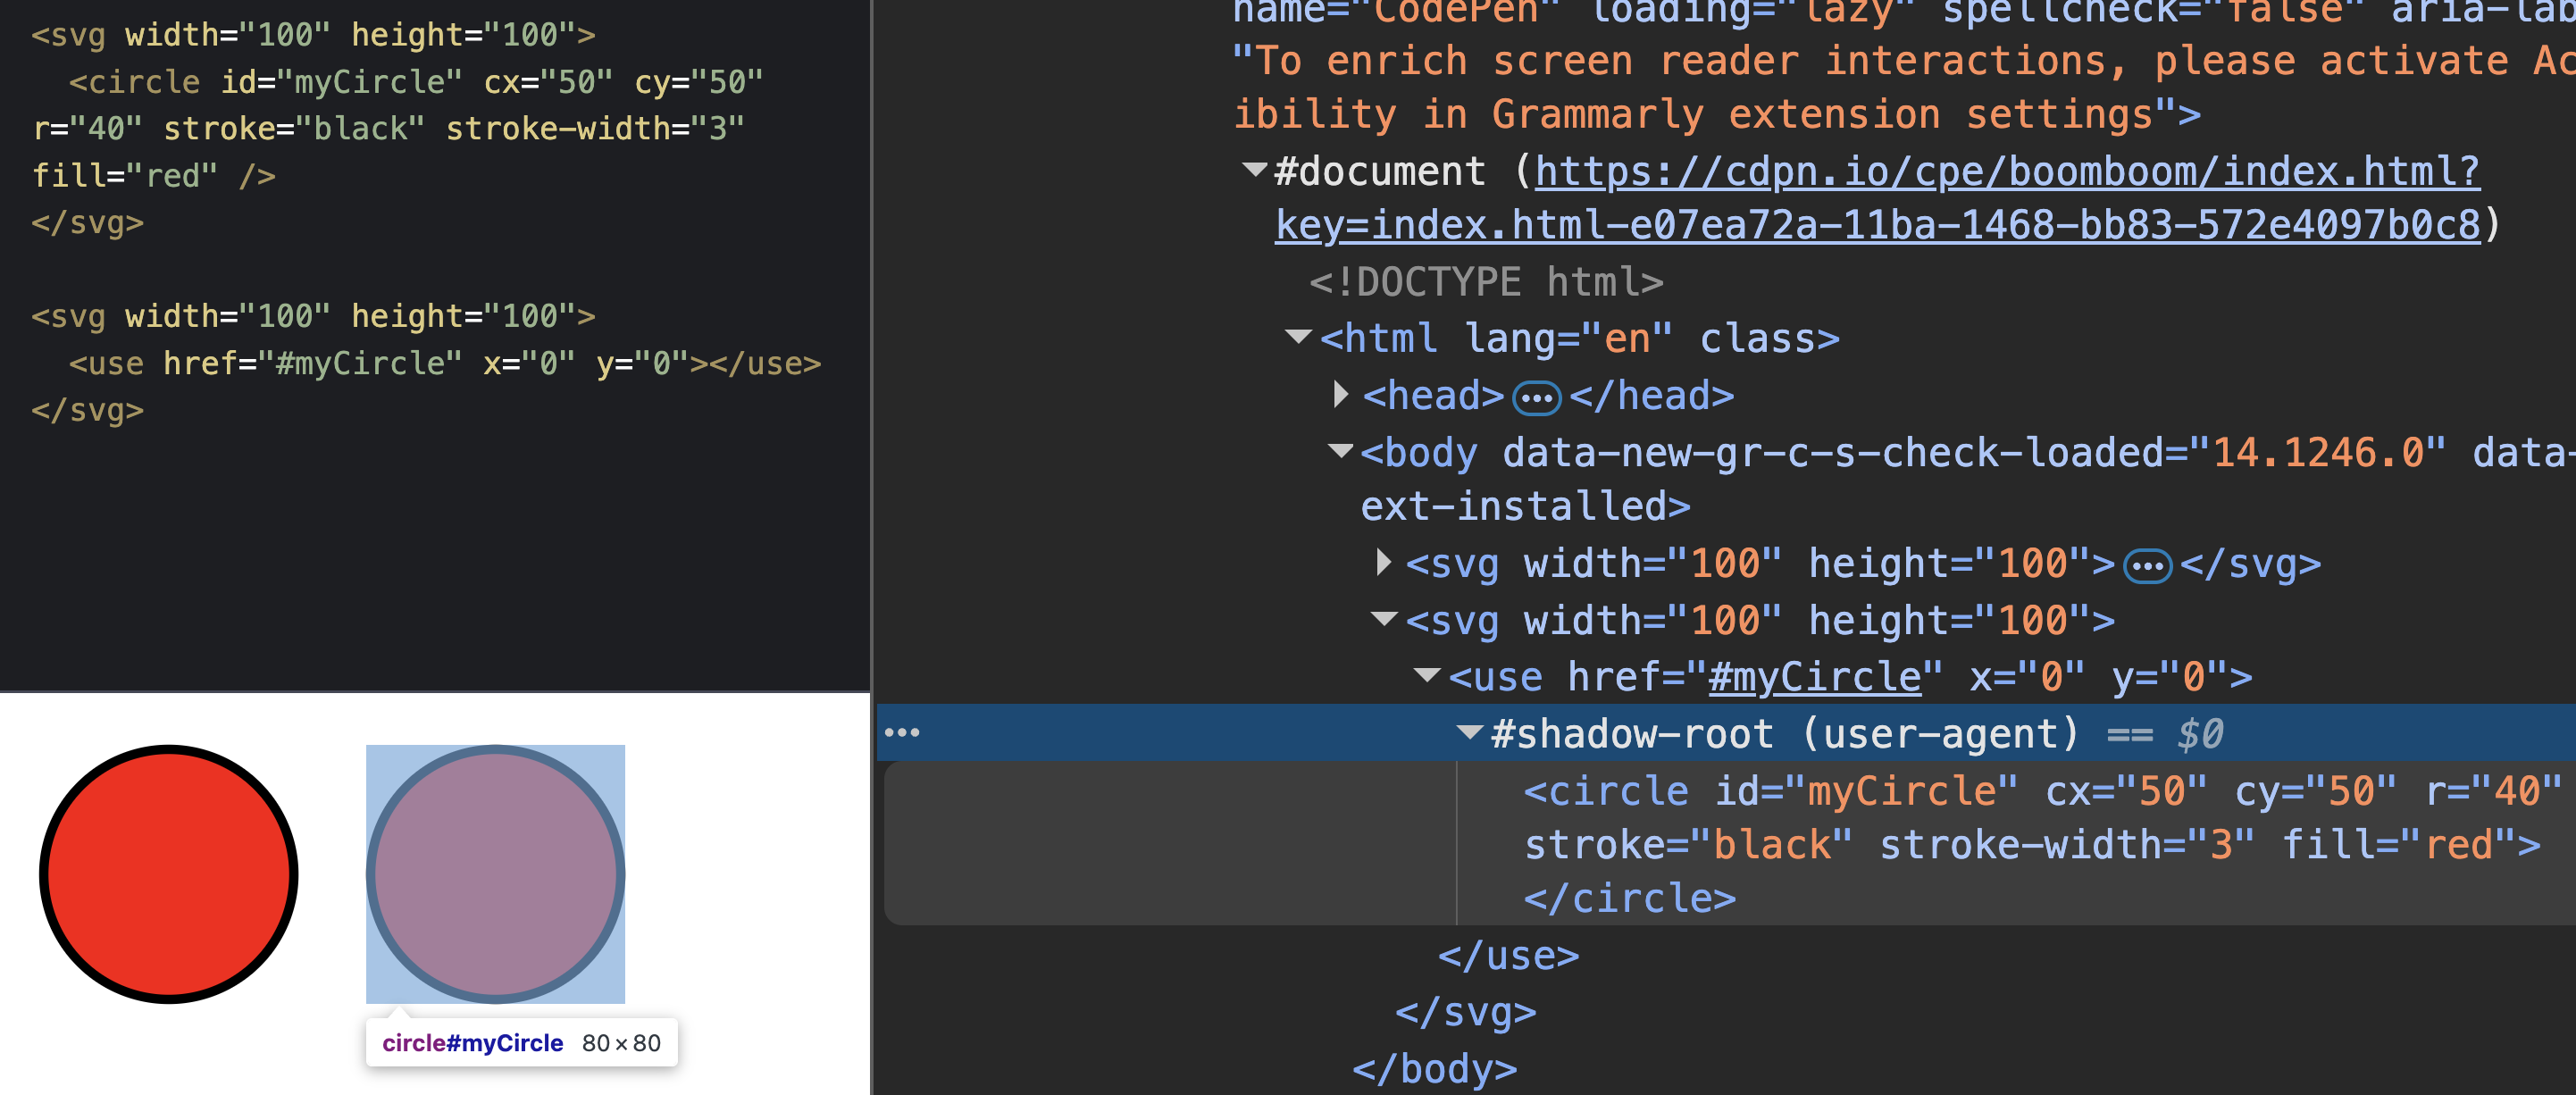 <svg width="100" height="100">
<circle id="myCircle" cx="50" cy="50"
r="40" stroke="black" stroke-width="3"
fill="red" />
</svg>
<svg width="100" height="100">
<use href="#myCircle" x="0" y="0"></use>
</svg>
circle#myCircle 80×80
name="CodePen" loading="lazy" spellcheck="false" aria-lab
"To enrich screen reader interactions, please activate Ac
ibility in Grammarly extension settings">
#document (https://cdpn.io/cpe/boomboom/index.html?
key=index.html-e07ea72a-11ba-1468-bb83-572e4097b0c8)
<!DOCTYPE html>
<html lang="en" class>
<head>…</head>
<body data-new-gr-c-s-check-loaded="14.1246.0" data-
ext-installed>
<svg width="100" height="100">…</svg>
<svg width="100" height="100">
<use href="#myCircle" x="0" y="0">
… #shadow-root (user-agent) == $0
<circle id="myCircle" cx="50" cy="50" r="40"
stroke="black" stroke-width="3" fill="red">
</circle>
</use>
</svg>
</body>